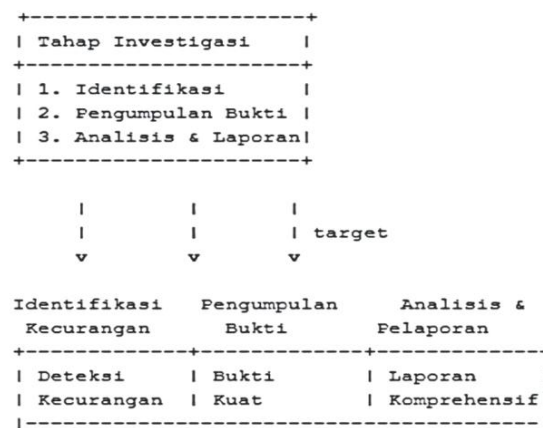 Tahap Investigasi
1. Identifikasi
2. Pengumpulan Bukti
3. Analisis & Laporan
target
Identifikasi Pengumpulan Analisis &
Kecurangan Bukti Pelaporan
Deteksi Bukti Laporan
Kecurangan Kuat Komprehensif